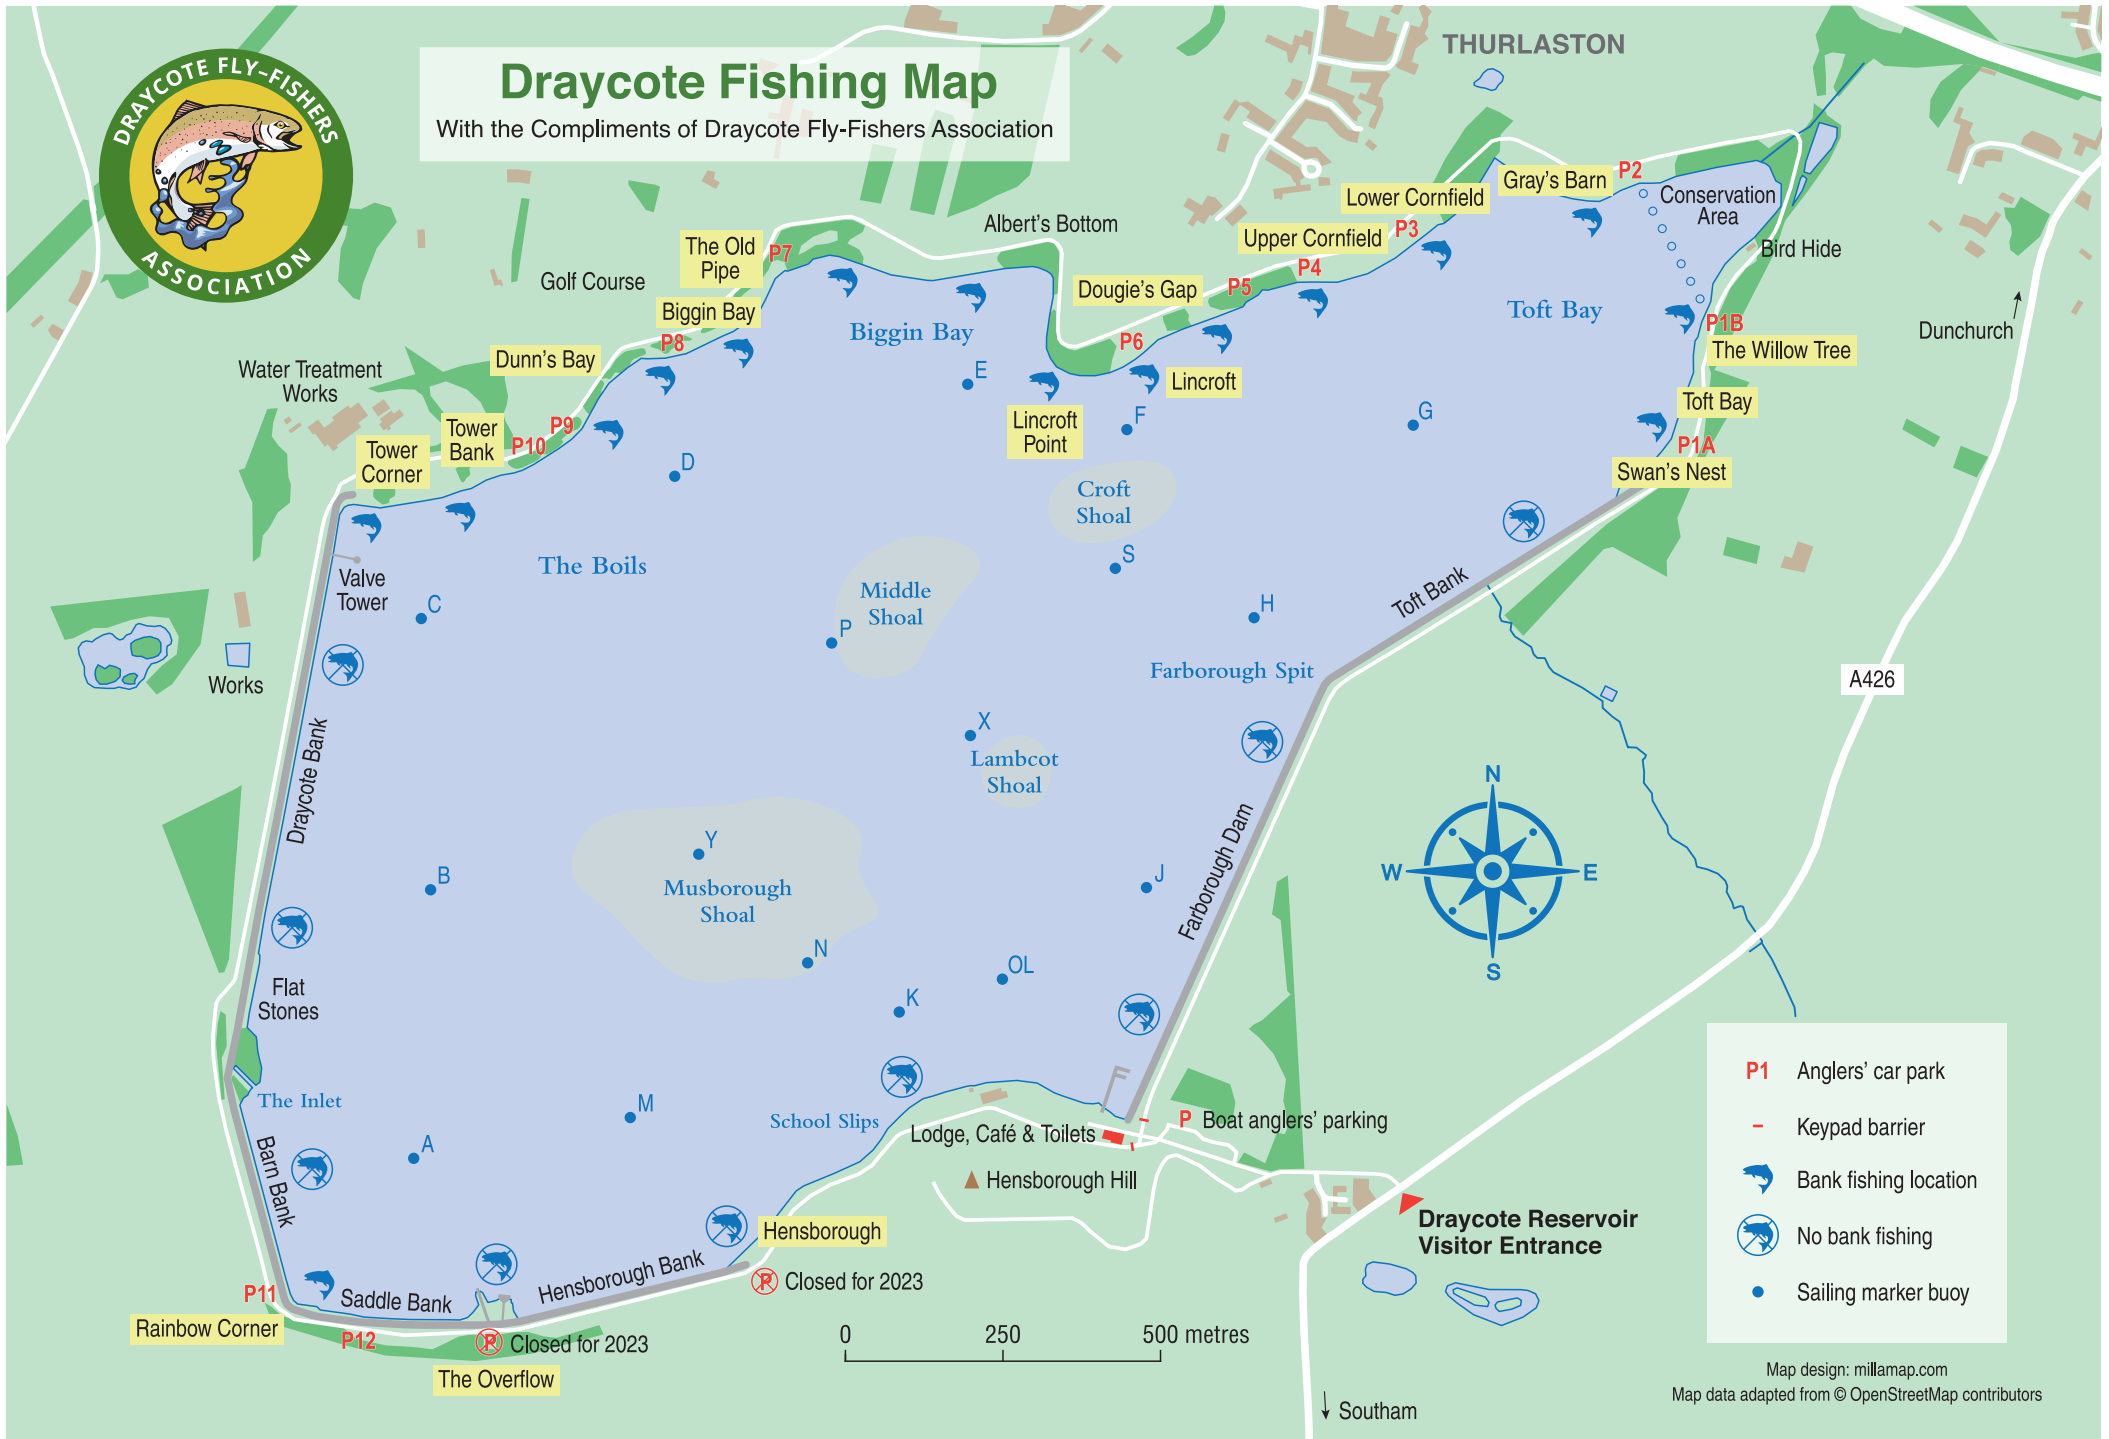 DRAYCOTE FLY-FISHERS
ASSOCIATION
Draycote Fishing Map
With the Compliments of Draycote Fly-Fishers Association
THURLASTON
Gray's Barn
P2
Conservation
Area
Lower Cornfield
P3
Upper Cornfield
P4
Bird Hide
Albert's Bottom
The Old
Pipe
P7
Golf Course
Dougie's Gap
P5
Biggin Bay
P8
Biggin Bay
Toft Bay
P1B
The Willow Tree
Dunchurch
P6
Dunn's Bay
Water Treatment
Works
E
Lincroft
Lincroft
Point
F
G
Toft Bay
P1A
Swan's Nest
P9
Tower
Bank
P10
Tower
Corner
D
Croft
Shoal
The Boils
S
Valve
Tower
C
Middle
Shoal
P
H
Toft Bank
Farborough Spit
Works
A426
Draycote Bank
X
Lambcot
Shoal
N
W
E
S
Y
Musborough
Shoal
B
J
Farborough Dam
N
OL
K
Flat
Stones
The Inlet
M
School Slips
A
Barn Bank
Lodge, Café & Toilets
P
Boat anglers' parking
Hensborough Hill
Hensborough
Draycote Reservoir
Visitor Entrance
Hensborough Bank
P
Closed for 2023
P11
Saddle Bank
Rainbow Corner
P12
P
Closed for 2023
The Overflow
0
250
500 metres
Southam
P1
Anglers' car park
Keypad barrier
Bank fishing location
No bank fishing
Sailing marker buoy
Map design: millamap.com
Map data adapted from © OpenStreetMap contributors